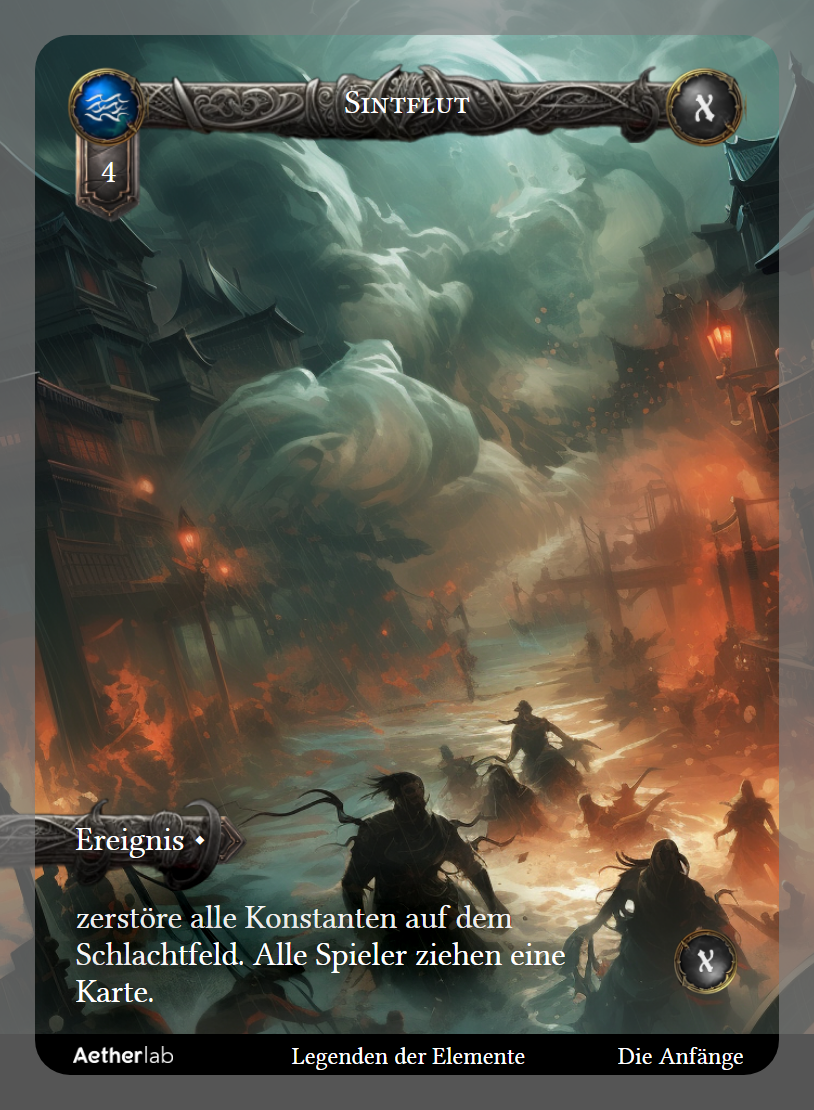 Sintflut
4
Ereignis •
zerstöre alle Konstanten auf dem
Schlachtfeld. Alle Spieler ziehen eine
Karte.
Aetherlab
Legenden der Elemente
Die Anfänge